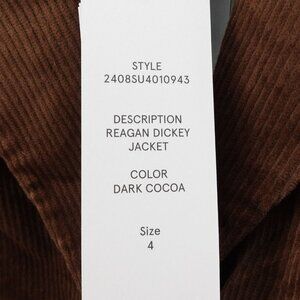 STYLE
2408SU4010943
DESCRIPTION
REAGAN DICKEY
JACKET
COLOR
DARK COCOA
Size
4